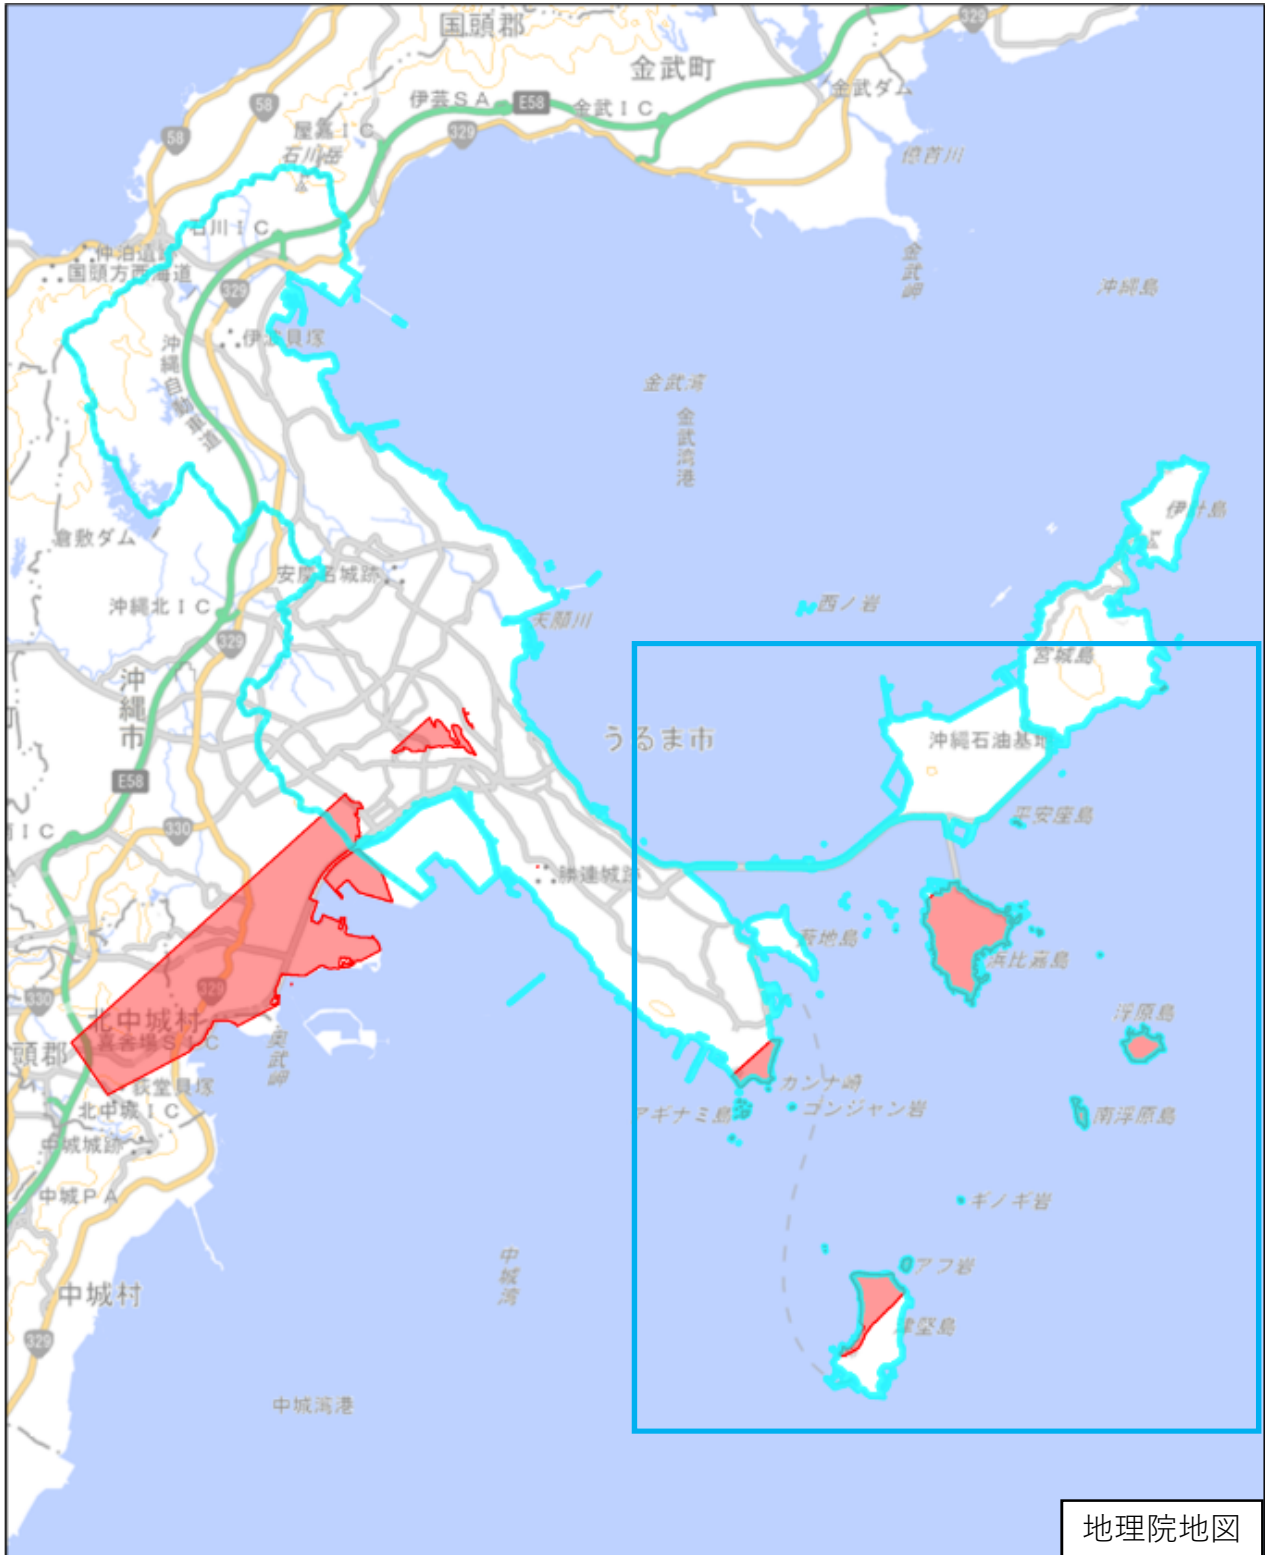 国頭郡
329
金武町
58
伊芸SA
E58
金武IC
金武ダム
58
屋嘉IC
329
石川岳
億首川
石川IC
仲泊遺跡
国頭方西海道
金武岬
沖縄島
329
伊波貝塚
沖縄自動車道
金武湾
金武湾港
伊計島
倉敷ダム
安慶名城跡
沖縄北IC
西ノ岩
天願川
329
宮城島
沖縄市
うるま市
沖縄石油基地
E58
平安座島
330
勝連城跡
藪地島
浜比嘉島
330
329
北中城村
浮原島
喜舎場SIC
頭郡
奥武岬
カンナ崎
荻堂貝塚
北中城IC
アギナミ島
ゴンジャン岩
南浮原島
中城城跡
中城PA
ギノギ岩
中城湾
アフ岩
中城村
津堅島
329
中城湾港
地理院地図